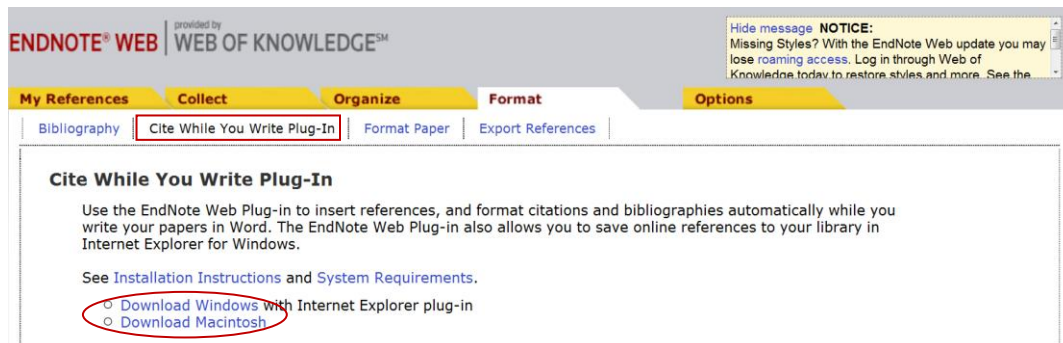 provided by
ENDNOTE® WEB WEB OF KNOWLEDGE℠
Hide message NOTICE:
Missing Styles? With the EndNote Web update you may
lose roaming access. Log in through Web of
Knowledge today to restore styles and more. See the
My References Collect Organize Format Options
Bibliography Cite While You Write Plug-In Format Paper Export References
Cite While You Write Plug-In
Use the EndNote Web Plug-in to insert references, and format citations and bibliographies automatically while you
write your papers in Word. The EndNote Web Plug-in also allows you to save online references to your library in
Internet Explorer for Windows.
See Installation Instructions and System Requirements.
Download Windows with Internet Explorer plug-in
Download Macintosh